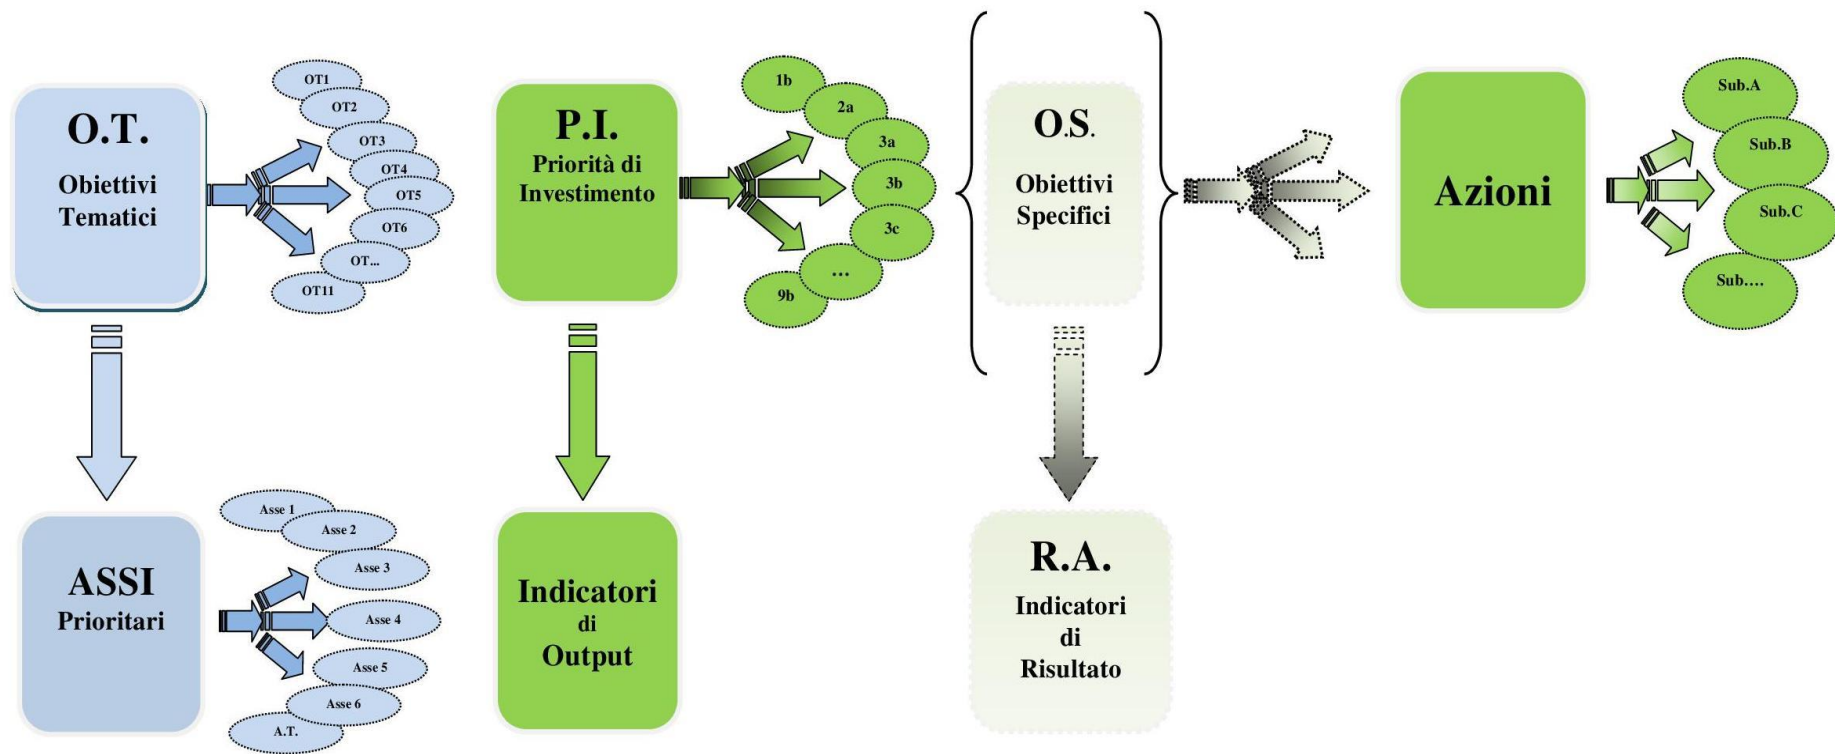 O.T.
Obiettivi
Tematici
OT1
OT2
OT3
OT4
OT5
OT6
OT...
OT11
P.I.
Priorità di
Investimento
1b
2a
3a
3b
3c
...
9b
O.S.
Obiettivi
Specifici
Azioni
Sub.A
Sub.B
Sub.C
Sub....
ASSI
Prioritari
Asse 1
Asse 2
Asse 3
Asse 4
Asse 5
Asse 6
A.T.
Indicatori
di
Output
R.A.
Indicatori
di
Risultato